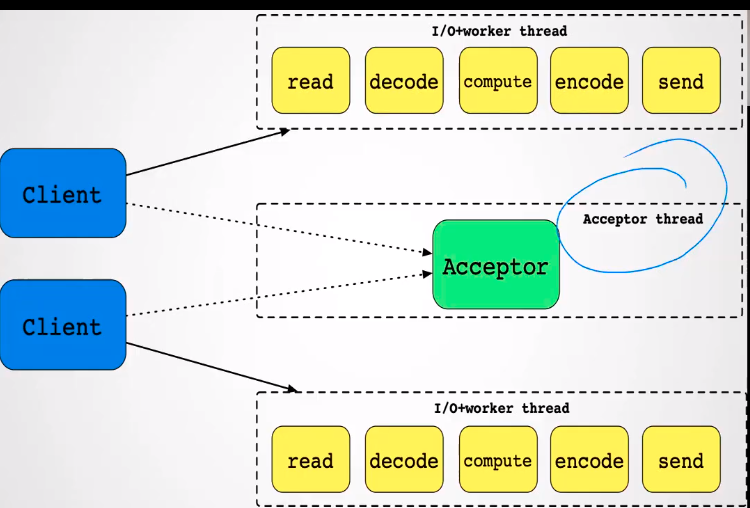 I/O+worker thread
read decode compute encode send
Client
Acceptor thread
Acceptor
Client
I/O+worker thread
read decode compute encode send